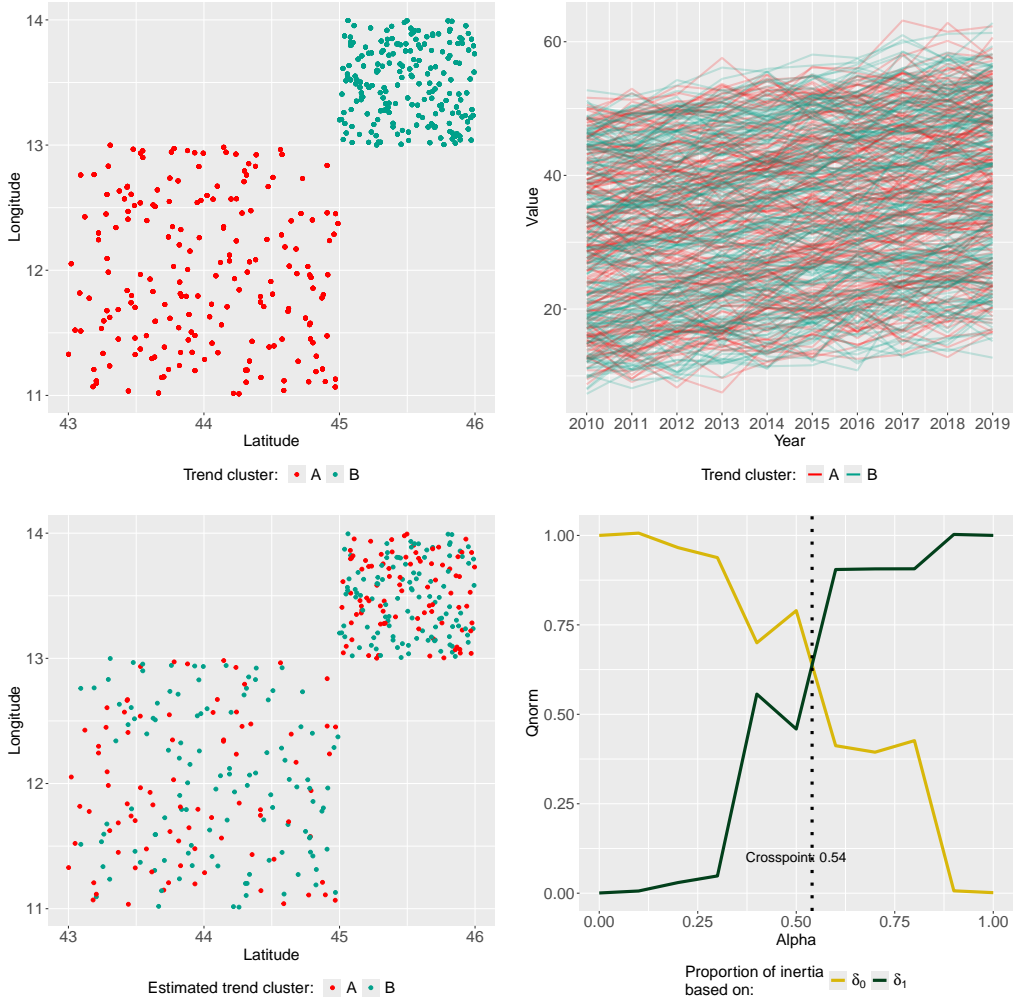 14
13
12
11
Longitude
43
44
45
46
Latitude
Trend cluster: A B
60
40
20
Value
2010 2011 2012 2013 2014 2015 2016 2017 2018 2019
Year
Trend cluster: A B
14
13
12
11
Longitude
43
44
45
46
Latitude
Estimated trend cluster: A B
1.00
0.75
0.50
0.25
0.00
Qnorm
Crosspoint: 0.54
0.00
0.25
0.50
0.75
1.00
Alpha
Proportion of inertia
based on: δ₀ δ₁